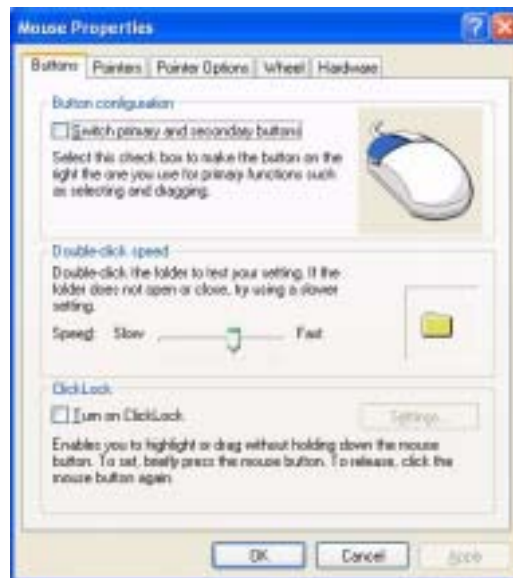 Mouse Properties
Buttons Pointers Pointer Options Wheel Hardware
Button configuration
Switch primary and secondary buttons
Select this check box to make the button on the
right the one you use for primary functions such
as selecting and dragging.
Double-click speed
Double-click the folder to test your setting. If the
folder does not open or close, try using a slower
setting.
Speed: Slow Fast
ClickLock
Turn on ClickLock Settings...
Enables you to highlight or drag without holding down the mouse
button. To set, briefly press the mouse button. To release, click the
mouse button again.
OK Cancel Apply